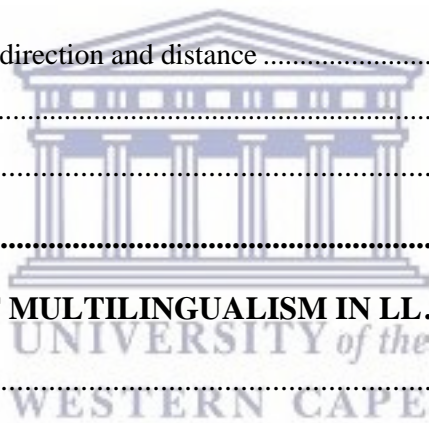 direction and distance ........................
................................................................
................................................................
................................................................
MULTILINGUALISM IN LL.
UNIVERSITY of the
................................................................
WESTERN CAPE